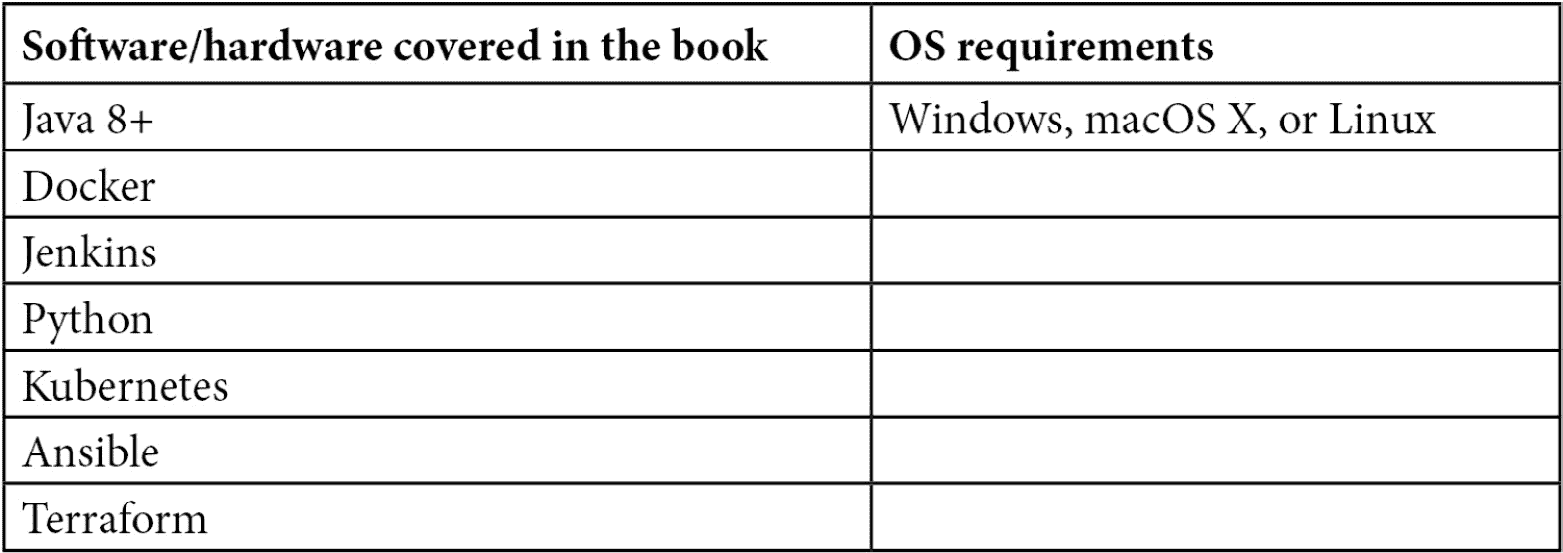 Software/hardware covered in the book OS requirements
Java 8+ Windows, macOS X, or Linux
Docker
Jenkins
Python
Kubernetes
Ansible
Terraform